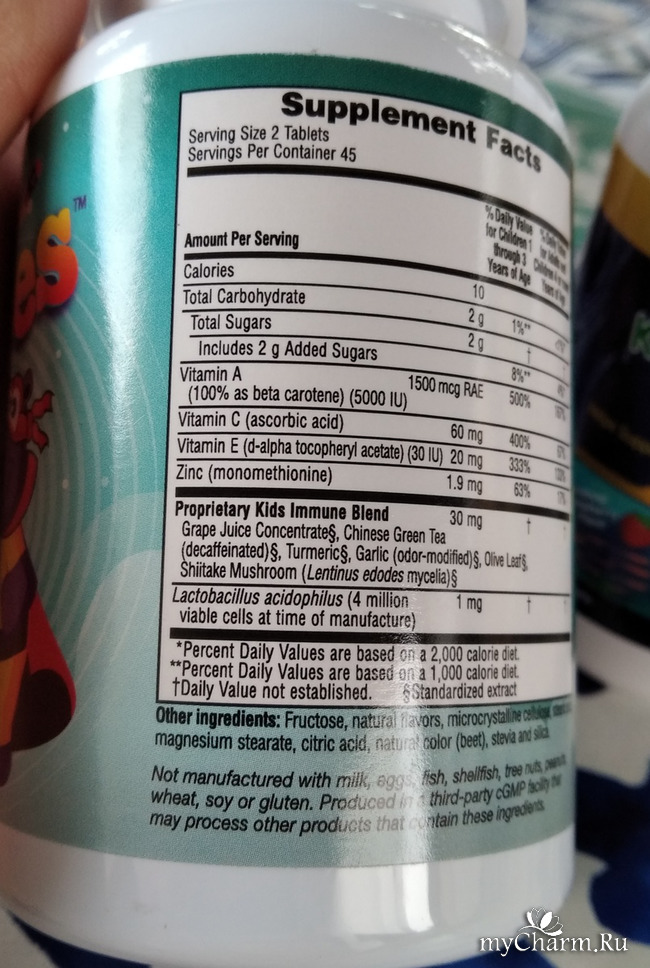 es™
Supplement Facts
Serving Size 2 Tablets
Servings Per Container 45
% Daily Value
for Children 1
through 3
Years of Age
Amount Per Serving
Calories 10
Total Carbohydrate 2 g 1%**
Total Sugars 2 g †
Includes 2 g Added Sugars 8%**
Vitamin A 1500 mcg RAE 500%
(100% as beta carotene) (5000 IU)
Vitamin C (ascorbic acid) 60 mg 400%
Vitamin E (d-alpha tocopheryl acetate) (30 IU) 20 mg 333%
Zinc (monomethionine) 1.9 mg 63%
Proprietary Kids Immune Blend 30 mg †
Grape Juice Concentrate§, Chinese Green Tea
(decaffeinated)§, Turmeric§, Garlic (odor-modified)§, Olive Leaf§,
Shiitake Mushroom (Lentinus edodes mycelia)§
Lactobacillus acidophilus (4 million 1 mg † †
viable cells at time of manufacture)
*Percent Daily Values are based on a 2,000 calorie diet.
**Percent Daily Values are based on a 1,000 calorie diet.
†Daily Value not established. §Standardized extract
Other ingredients: Fructose, natural flavors, microcrystalline cellulose,
magnesium stearate, citric acid, natural color (beet), stevia and silica.
Not manufactured with milk, eggs, fish, shellfish, tree nuts, peanuts,
wheat, soy or gluten. Produced in a third-party cGMP facility that
may process other products that contain these ingredients.
myCharm.Ru